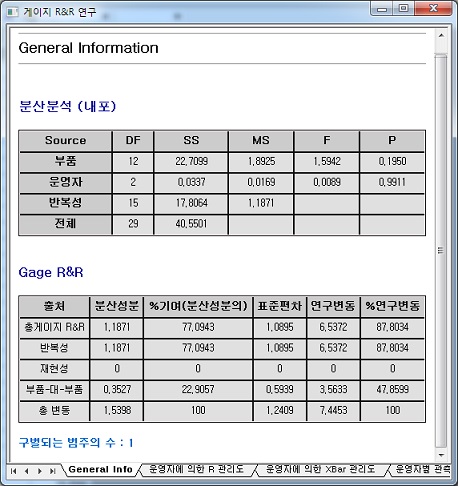 게이지 R&R 연구
General Information
분산분석 (내포)
Source DF SS MS F P
부품 12 22,7099 1,8925 1,5942 0,1950
운영자 2 0,0337 0,0169 0,0089 0,9911
반복성 15 17,8064 1,1871
전체 29 40,5501
Gage R&R
출처 분산성분 %기여(분산성분의) 표준편차 연구변동 %연구변동
총게이지 R&R 1,1871 77,0943 1,0895 6,5372 87,8034
반복성 1,1871 77,0943 1,0895 6,5372 87,8034
재현성 0 0 0 0 0
부품-대-부품 0,3527 22,9057 0,5939 3,5633 47,8599
총 변동 1,5398 100 1,2409 7,4453 100
구별되는 범주의 수 : 1
General Info 운영자에 의한 R 관리도 운영자에 의한 XBar 관리도 운영자별 관측